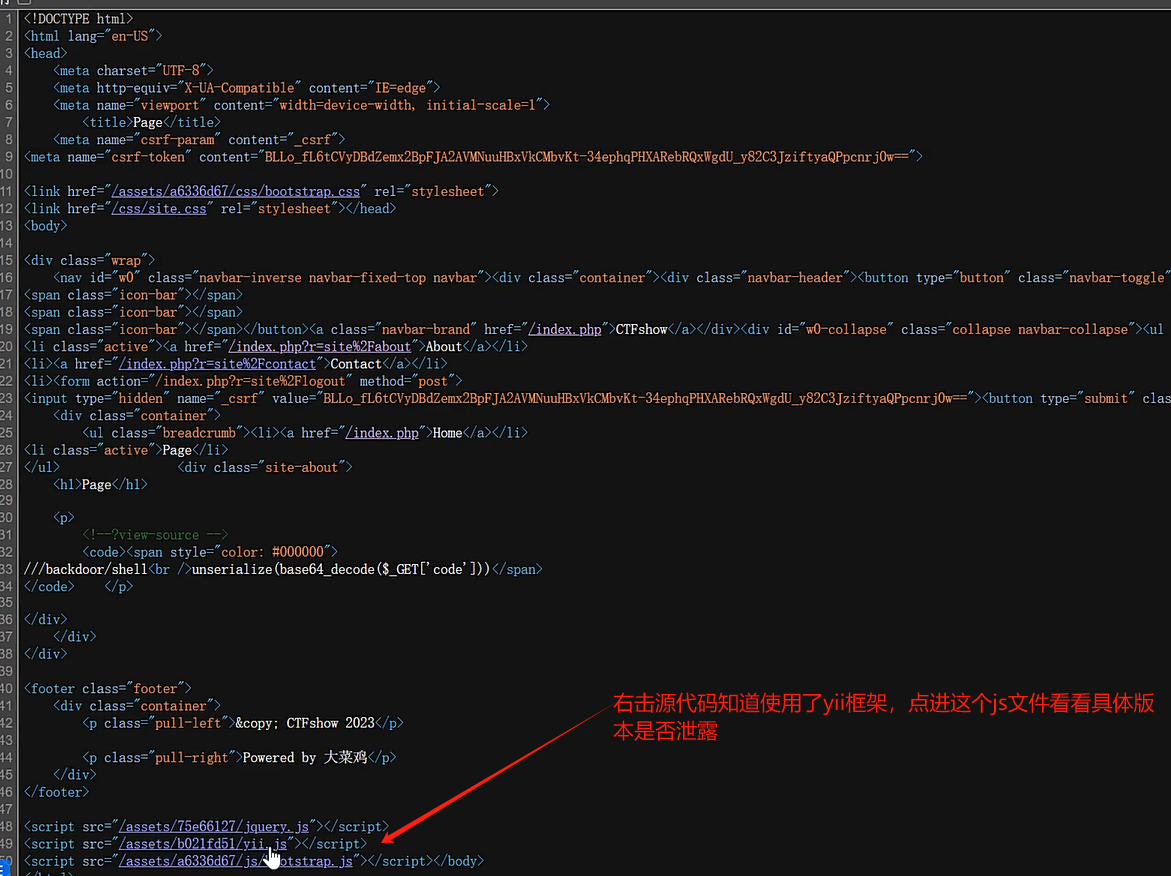 1 <!DOCTYPE html>
2 <html lang="en-US">
3 <head>
4 <meta charset="UTF-8">
5 <meta http-equiv="X-UA-Compatible" content="IE=edge">
6 <meta name="viewport" content="width=device-width, initial-scale=1">
7 <title>Page</title>
8 <meta name="csrf-param" content="_csrf">
9 <meta name="csrf-token" content="BLLo_fL6tCVyDBdZemx2BpFJA2AVMNuuHBxVkCMbvKt-34ephqPHXARebRQxWgdU_y82C3JziftyaQPpcnrj0w==">
10
11 <link href="/assets/a6336d67/css/bootstrap.css" rel="stylesheet">
12 <link href="/css/site.css" rel="stylesheet"></head>
13 <body>
14
15 <div class="wrap">
16 <nav id="w0" class="navbar-inverse navbar-fixed-top navbar"><div class="container"><div class="navbar-header"><button type="button" class="navbar-toggle"
17 <span class="icon-bar"></span>
18 <span class="icon-bar"></span>
19 <span class="icon-bar"></span></button><a class="navbar-brand" href="/index.php">CTFshow</a></div><div id="w0-collapse" class="collapse navbar-collapse"><ul
20 <li class="active"><a href="/index.php?r=site%2Fabout">About</a></li>
21 <li><a href="/index.php?r=site%2Fcontact">Contact</a></li>
22 <li><form action="/index.php?r=site%2Flogout" method="post">
23 <input type="hidden" name="_csrf" value="BLLo_fL6tCVyDBdZemx2BpFJA2AVMNuuHBxVkCMbvKt-34ephqPHXARebRQxWgdU_y82C3JziftyaQPpcnrj0w=="><button type="submit" clas
24 <div class="container">
25 <ul class="breadcrumb"><li><a href="/index.php">Home</a></li>
26 <li class="active">Page</li>
27 </ul> <div class="site-about">
28 <h1>Page</h1>
29
30 <p>
31 <!--?view-source -->
32 <code><span style="color: #000000">
33 ///backdoor/shell<br />unserialize(base64_decode($_GET['code']))</span>
34 </code> </p>
35
36 </div>
37 </div>
38 </div>
39
40 <footer class="footer">
41 <div class="container">
42 <p class="pull-left">&copy; CTFshow 2023</p>
43
44 <p class="pull-right">Powered by 大菜鸡</p>
45 </div>
46 </footer>
47
右击源代码知道使用了yii框架，点进这个js文件看看具体版
本是否泄露
48 <script src="/assets/75e66127/jquery.js"></script>
49 <script src="/assets/b021fd51/yii.js"></script>
<script src="/assets/a6336d67/js/bootstrap.js"></script></body>